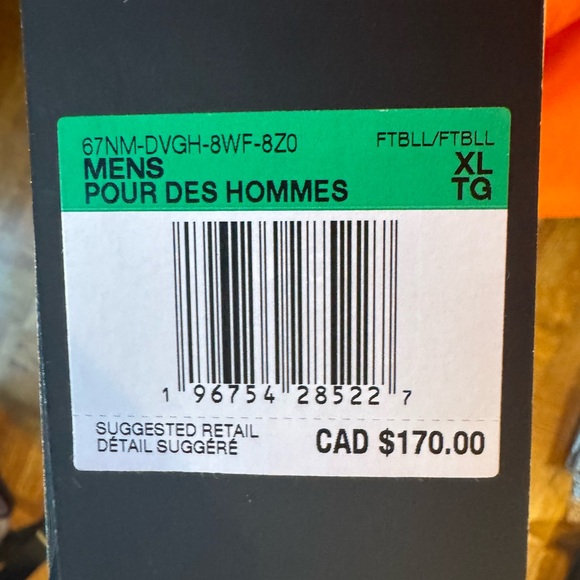 67NM-DVGH-8WF-8Z0 FTBLL/FTBLL
MENS XL
POUR DES HOMMES TG
1 96754 28522 7
SUGGESTED RETAIL
DÉTAIL SUGGÉRÉ
CAD $170.00